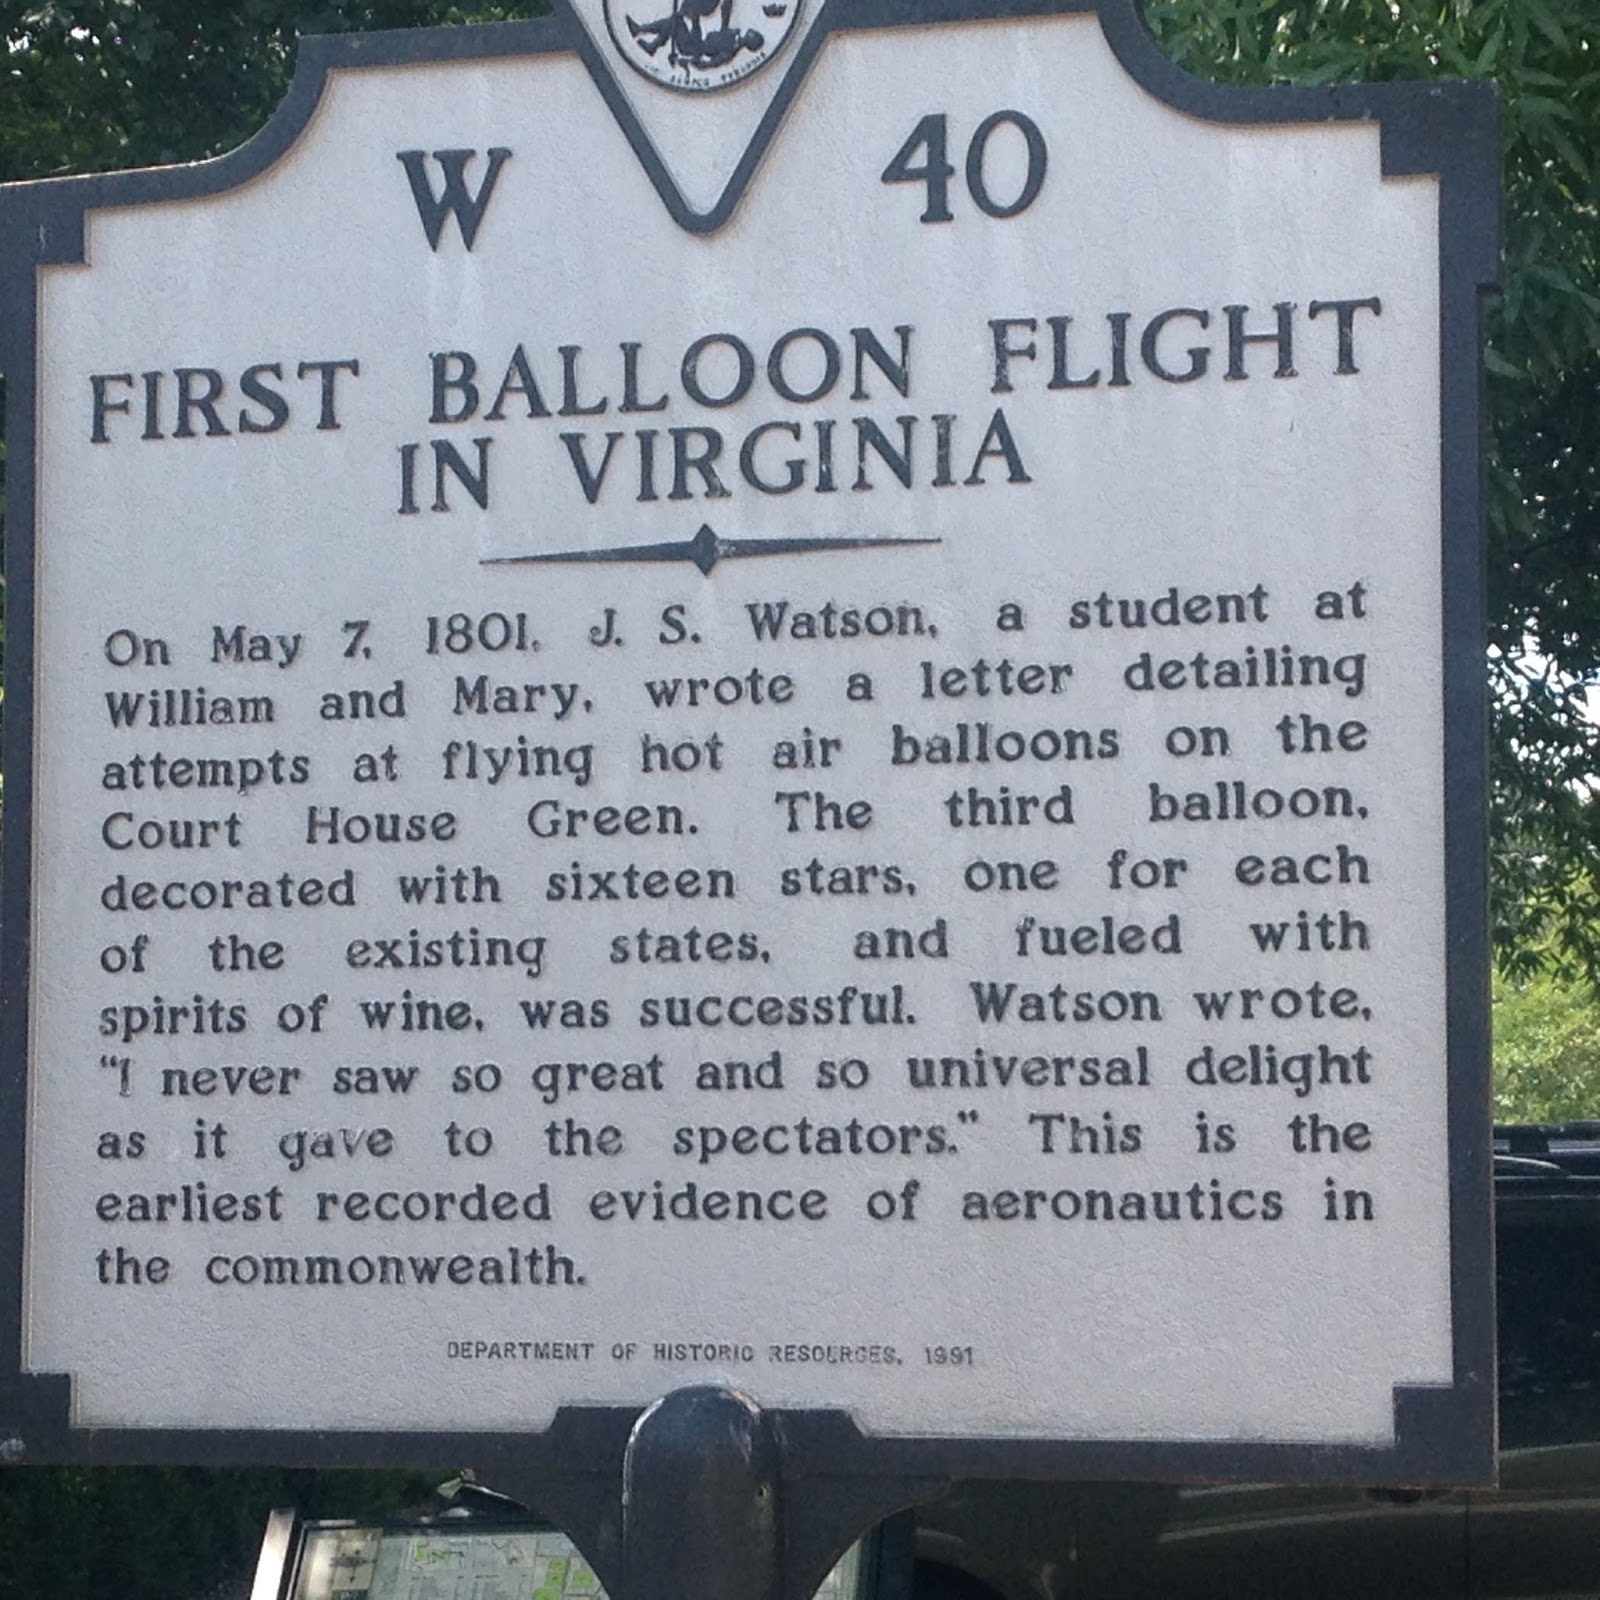 W 40
FIRST BALLOON FLIGHT
IN VIRGINIA
On May 7, 1801, J. S. Watson, a student at
William and Mary, wrote a letter detailing
attempts at flying hot air balloons on the
Court House Green. The third balloon,
decorated with sixteen stars, one for each
of the existing states, and fueled with
spirits of wine, was successful. Watson wrote,
“I never saw so great and so universal delight
as it gave to the spectators.” This is the
earliest recorded evidence of aeronautics in
the commonwealth.
DEPARTMENT OF HISTORIC RESOURCES, 1991